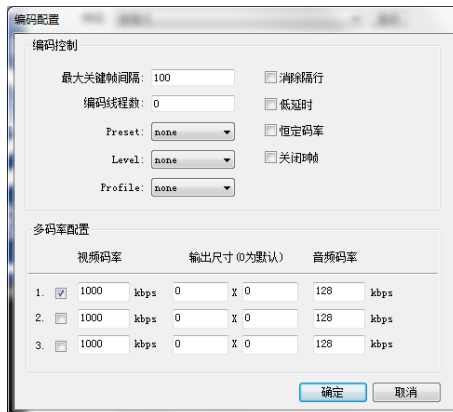 编码配置
编码控制
最大关键帧间隔: 100
消除隔行
编码线程数: 0
低延时
Preset: none
恒定码率
Level: none
关闭B帧
Profile: none
多码率配置
视频码率 输出尺寸(0为默认) 音频码率
1. 1000 kbps 0 X 0 128 kbps
2. 1000 kbps 0 X 0 128 kbps
3. 1000 kbps 0 X 0 128 kbps
确定 取消